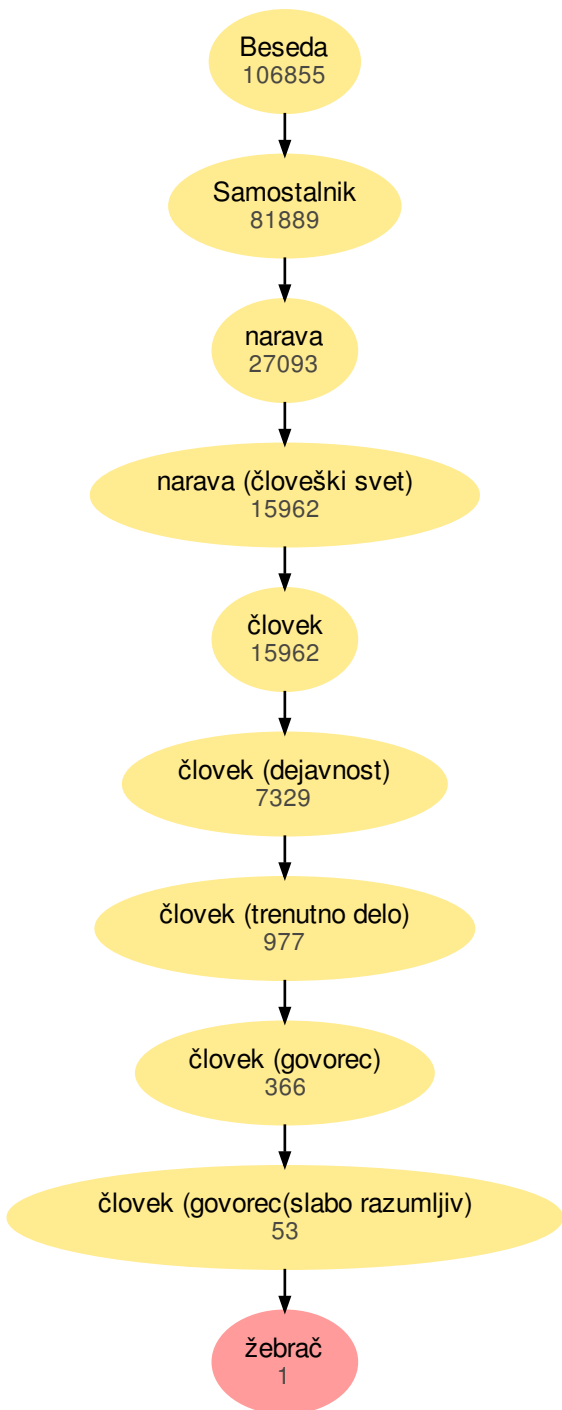 Beseda
106855
Samostalnik
81889
narava
27093
narava (človeški svet)
15962
človek
15962
človek (dejavnost)
7329
človek (trenutno delo)
977
človek (govorec)
366
človek (govorec(slabo razumljiv)
53
žebrač
1